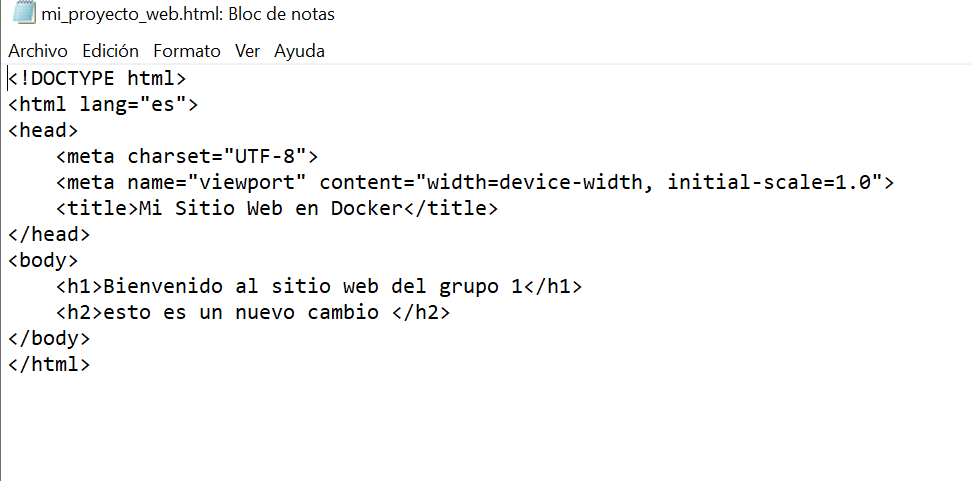 mi_proyecto_web.html: Bloc de notas
Archivo Edición Formato Ver Ayuda
<!DOCTYPE html>
<html lang="es">
<head>
    <meta charset="UTF-8">
    <meta name="viewport" content="width=device-width, initial-scale=1.0">
    <title>Mi Sitio Web en Docker</title>
</head>
<body>
    <h1>Bienvenido al sitio web del grupo 1</h1>
    <h2>esto es un nuevo cambio </h2>
</body>
</html>